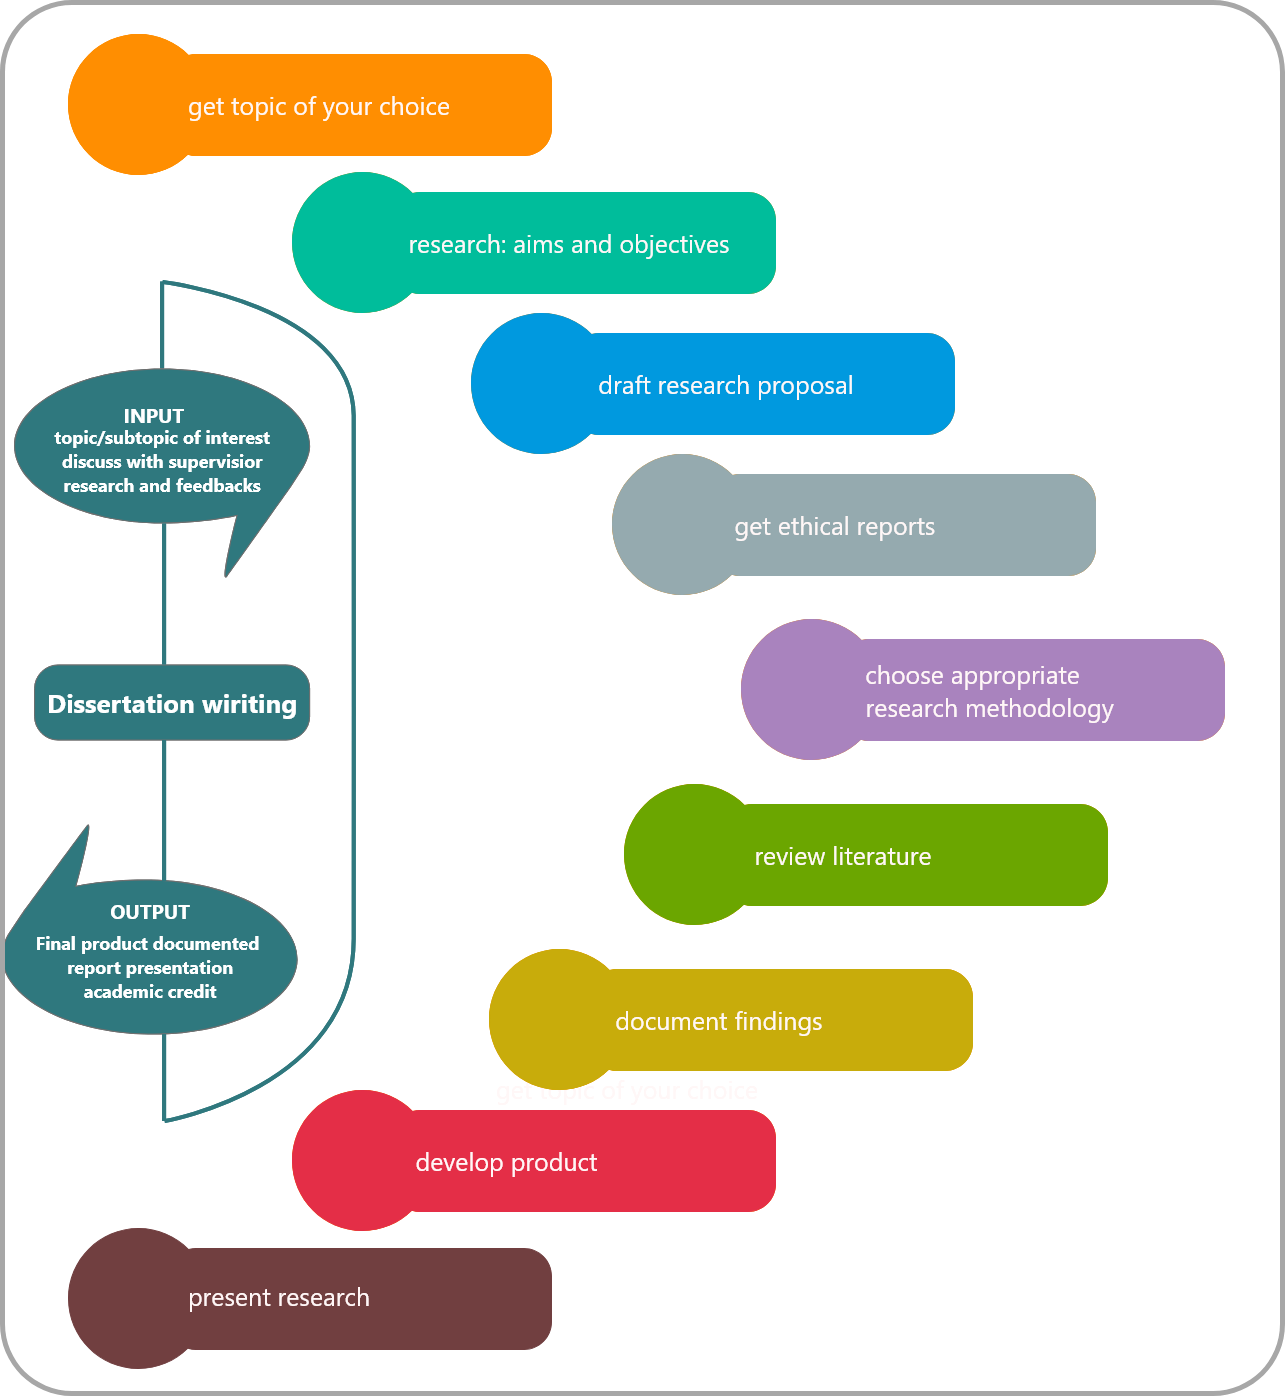 get topic of your choice
research: aims and objectives
draft research proposal
INPUT
topic/subtopic of interest
discuss with supervisior
research and feedbacks
get ethical reports
choose appropriate
research methodology
Dissertation wiriting
review literature
OUTPUT
Final product documented
report presentation
academic credit
document findings
get topic of your choice
develop product
present research